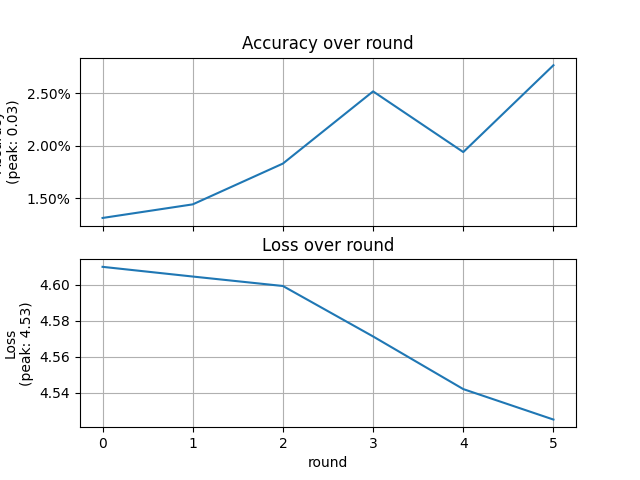 Accuracy over round
2.50%
2.00%
1.50%
(peak: 0.03)
Loss over round
4.60
4.58
4.56
4.54
Loss
(peak: 4.53)
0 1 2 3 4 5
round